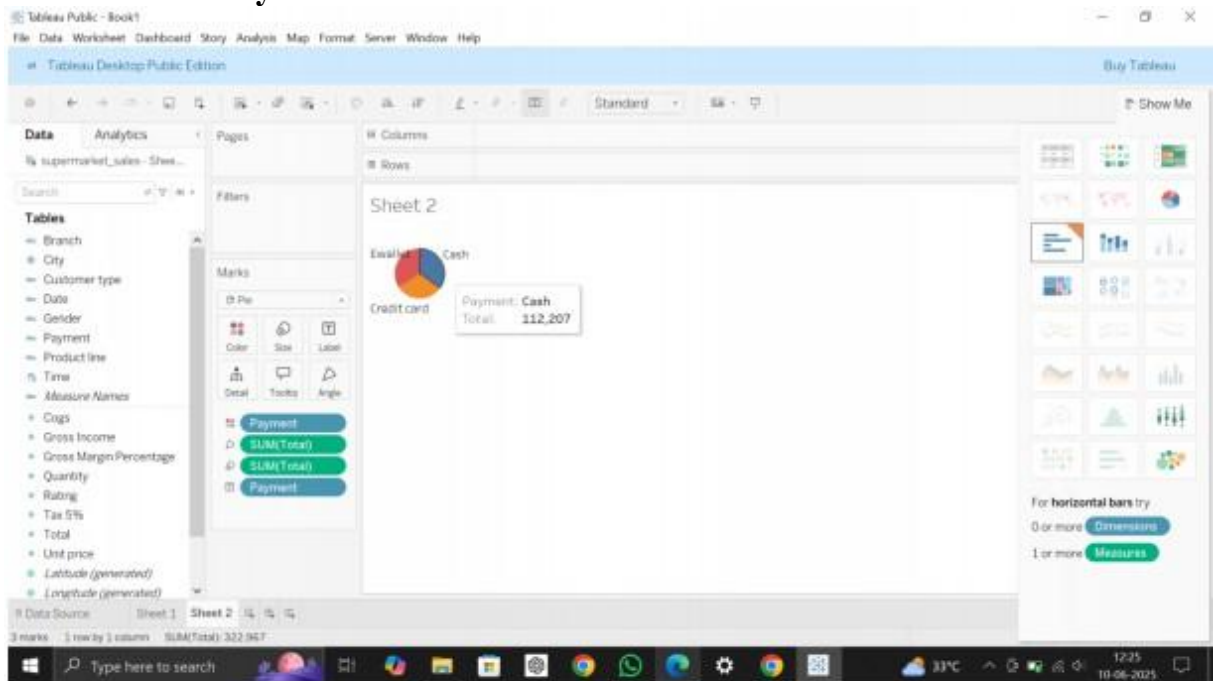 Tableau Public - Book1
File Data Worksheet Dashboard Story Analysis Map Format Server Window Help
Tableau Desktop Public Edition
Buy Tableau
Standard
Show Me
Data Analytics
Pages
Columns
supermarket_sales - Shee...
Rows
Search
Filters
Sheet 2
Tables
Branch
City
Customer type
Date
Gender
Payment
Product line
Time
Measure Names
Cogs
Gross Income
Gross Margin Percentage
Quantity
Rating
Tax 5%
Total
Unit price
Latitude (generated)
Longitude (generated)
Marks
Pie
Color Size Label
Detail Tooltip Angle
Payment
SUM(Total)
SUM(Total)
Payment
Ewallet Cash
Credit card
Payment: Cash
Total: 112,207
For horizontal bars try
0 or more Dimensions
1 or more Measures
Data Source Sheet 1 Sheet 2
3 marks 1 row by 1 column SUM(Total): 322,967
Type here to search
33°C
12:25
10-06-2025